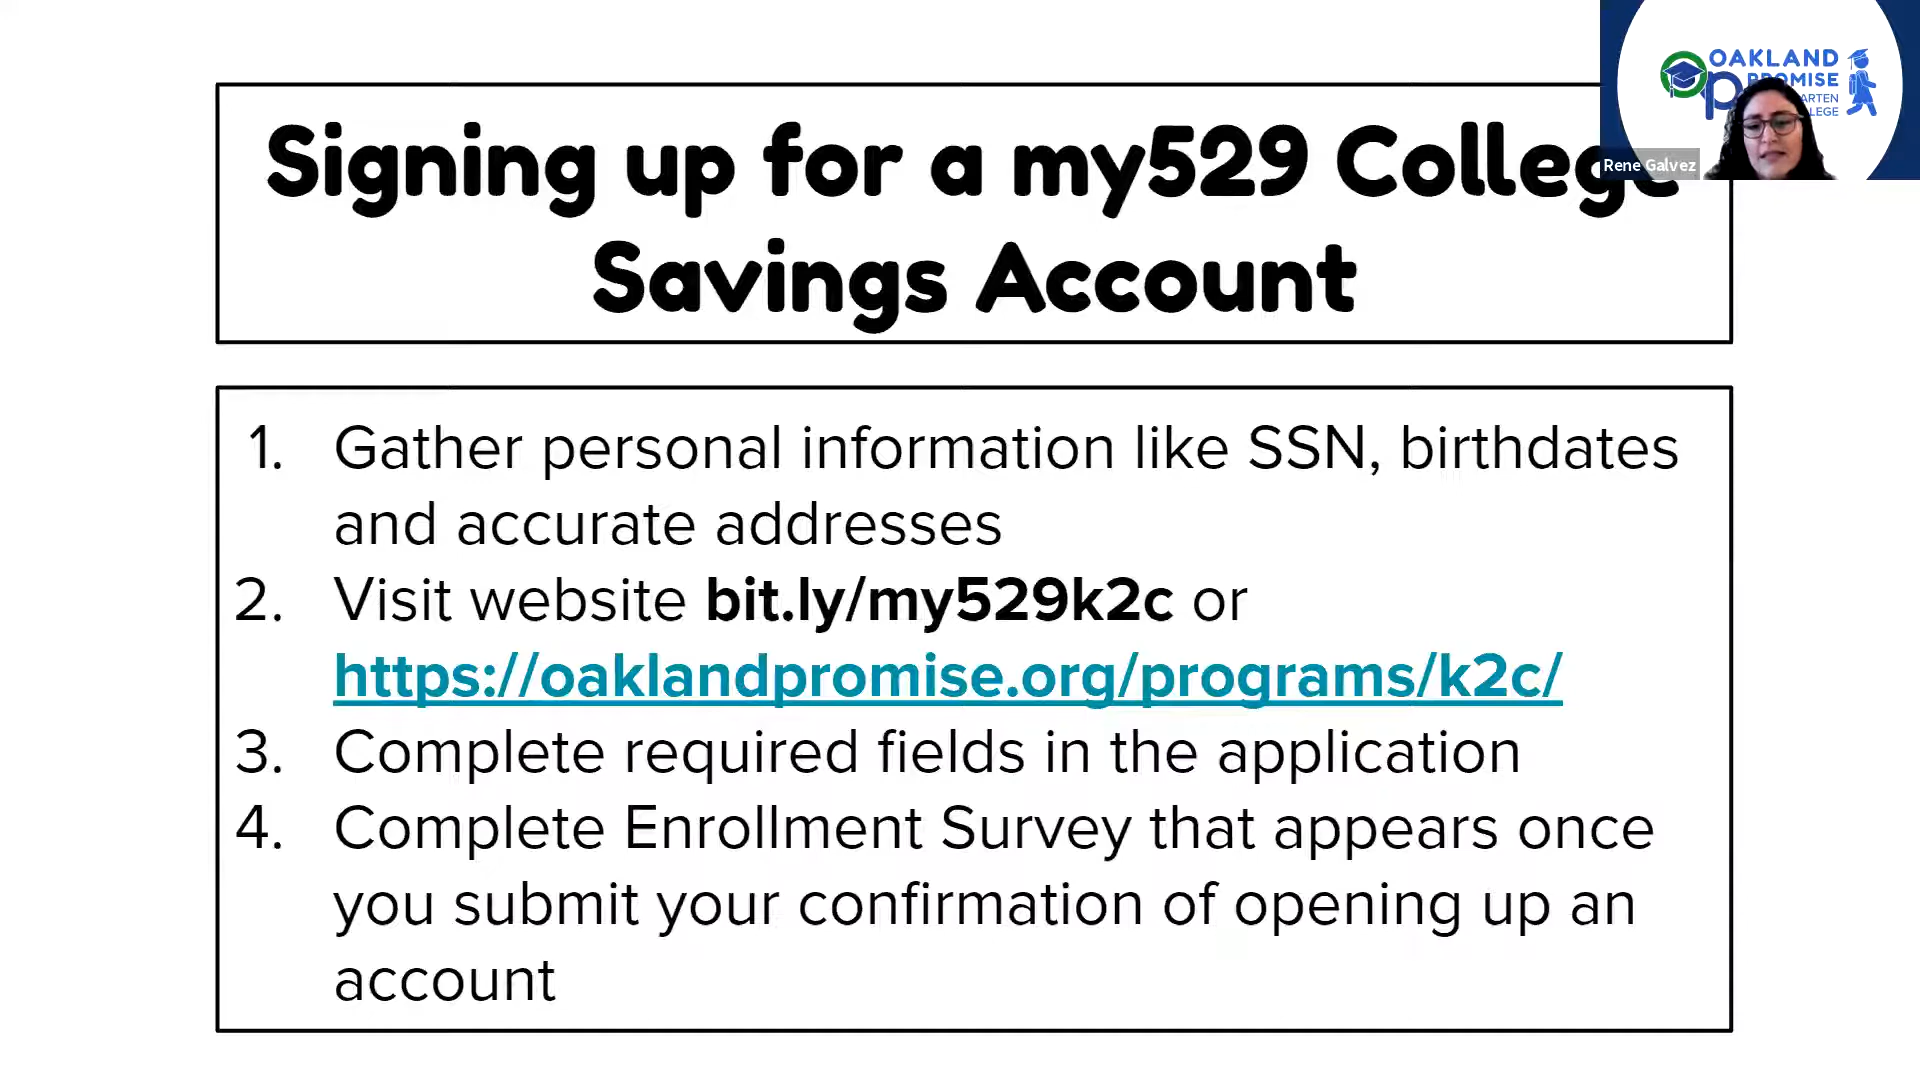 Signing up for a my529 College
Savings Account
OAKLAND
PROMISE
Rene Galvez
1. Gather personal information like SSN, birthdates
and accurate addresses
2. Visit website bit.ly/my529k2c or
https://oaklandpromise.org/programs/k2c/
3. Complete required fields in the application
4. Complete Enrollment Survey that appears once
you submit your confirmation of opening up an
account